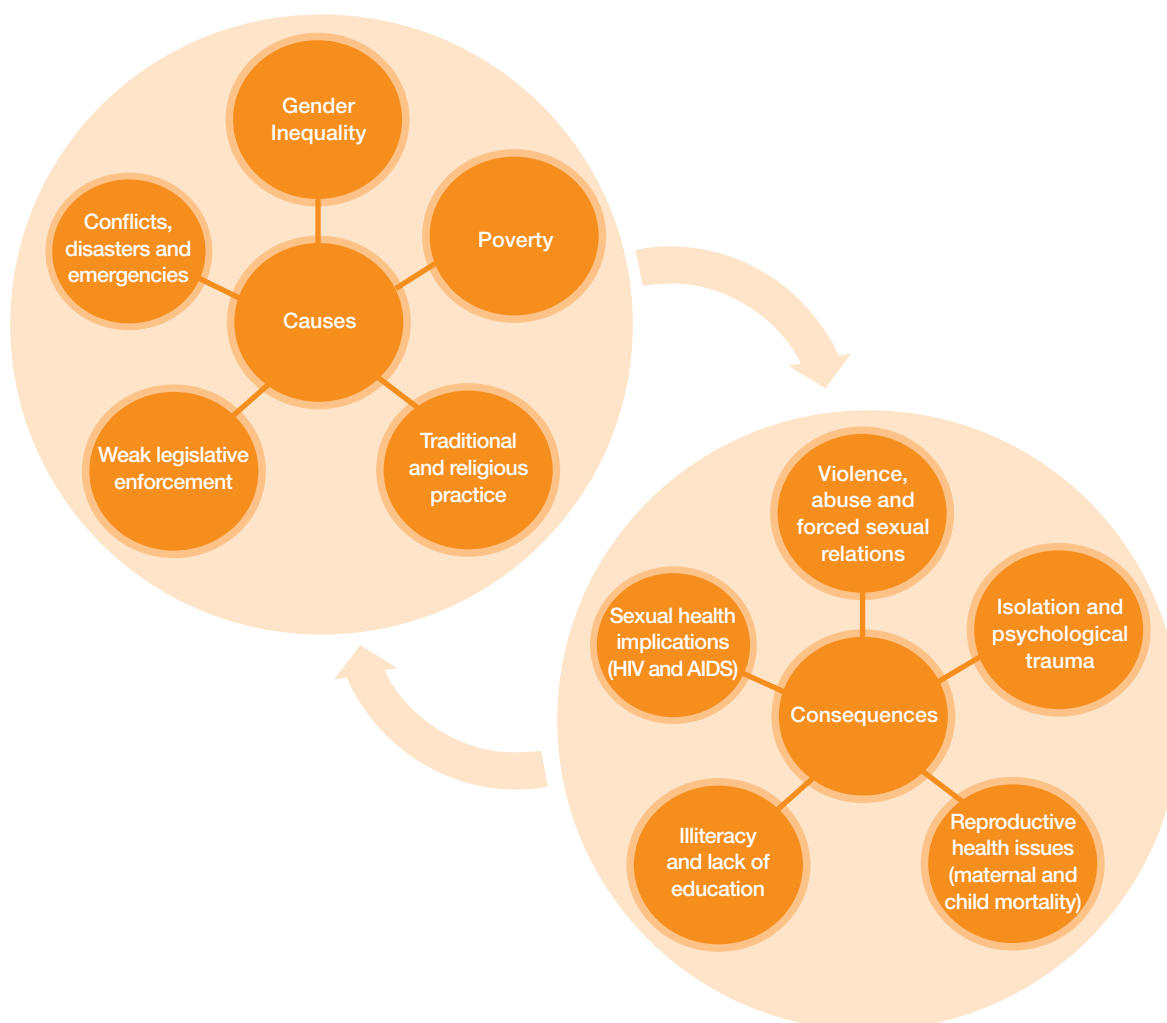 Gender
Inequality
Poverty
Conflicts,
disasters and
emergencies
Causes
Weak legislative
enforcement
Traditional
and religious
practice
Violence,
abuse and
forced sexual
relations
Isolation and
psychological
trauma
Sexual health
implications
(HIV and AIDS)
Consequences
Illiteracy
and lack of
education
Reproductive
health issues
(maternal and
child mortality)